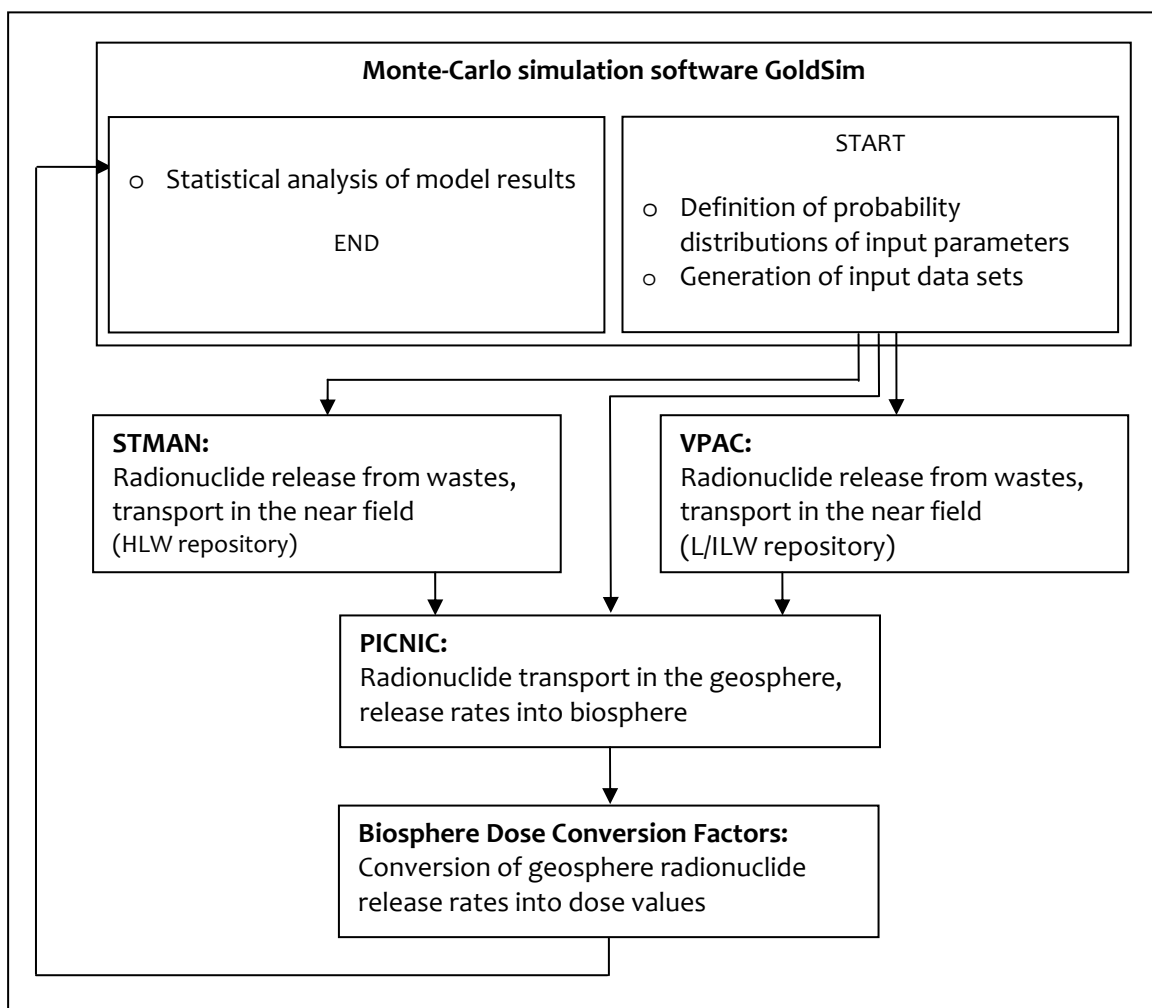 Monte-Carlo simulation software GoldSim
o Statistical analysis of model results
END
START
o Definition of probability
distributions of input parameters
o Generation of input data sets
STMAN:
Radionuclide release from wastes,
transport in the near field
(HLW repository)
VPAC:
Radionuclide release from wastes,
transport in the near field
(L/ILW repository)
PICNIC:
Radionuclide transport in the geosphere,
release rates into biosphere
Biosphere Dose Conversion Factors:
Conversion of geosphere radionuclide
release rates into dose values